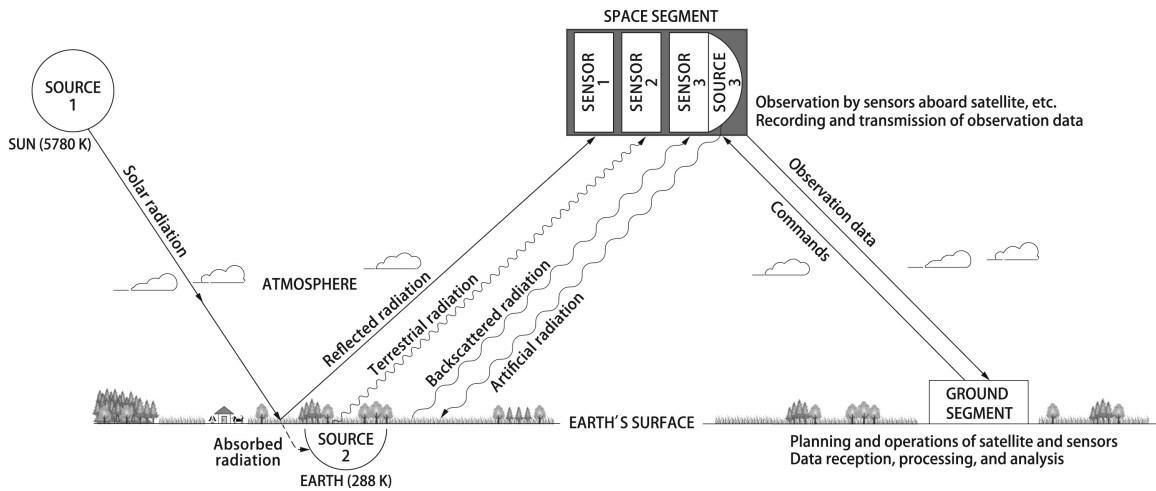 SPACE SEGMENT
SOURCE
1
SUN (5780 K)
SENSOR
1
SENSOR
2
SENSOR
3
SOURCE
3
Observation by sensors aboard satellite, etc.
Recording and transmission of observation data
Solar radiation
ATMOSPHERE
Reflected radiation
Terrestrial radiation
Backscattered radiation
Artificial radiation
Observation data
Commands
Absorbed
radiation
SOURCE
2
EARTH (288 K)
EARTH'S SURFACE
GROUND
SEGMENT
Planning and operations of satellite and sensors
Data reception, processing, and analysis